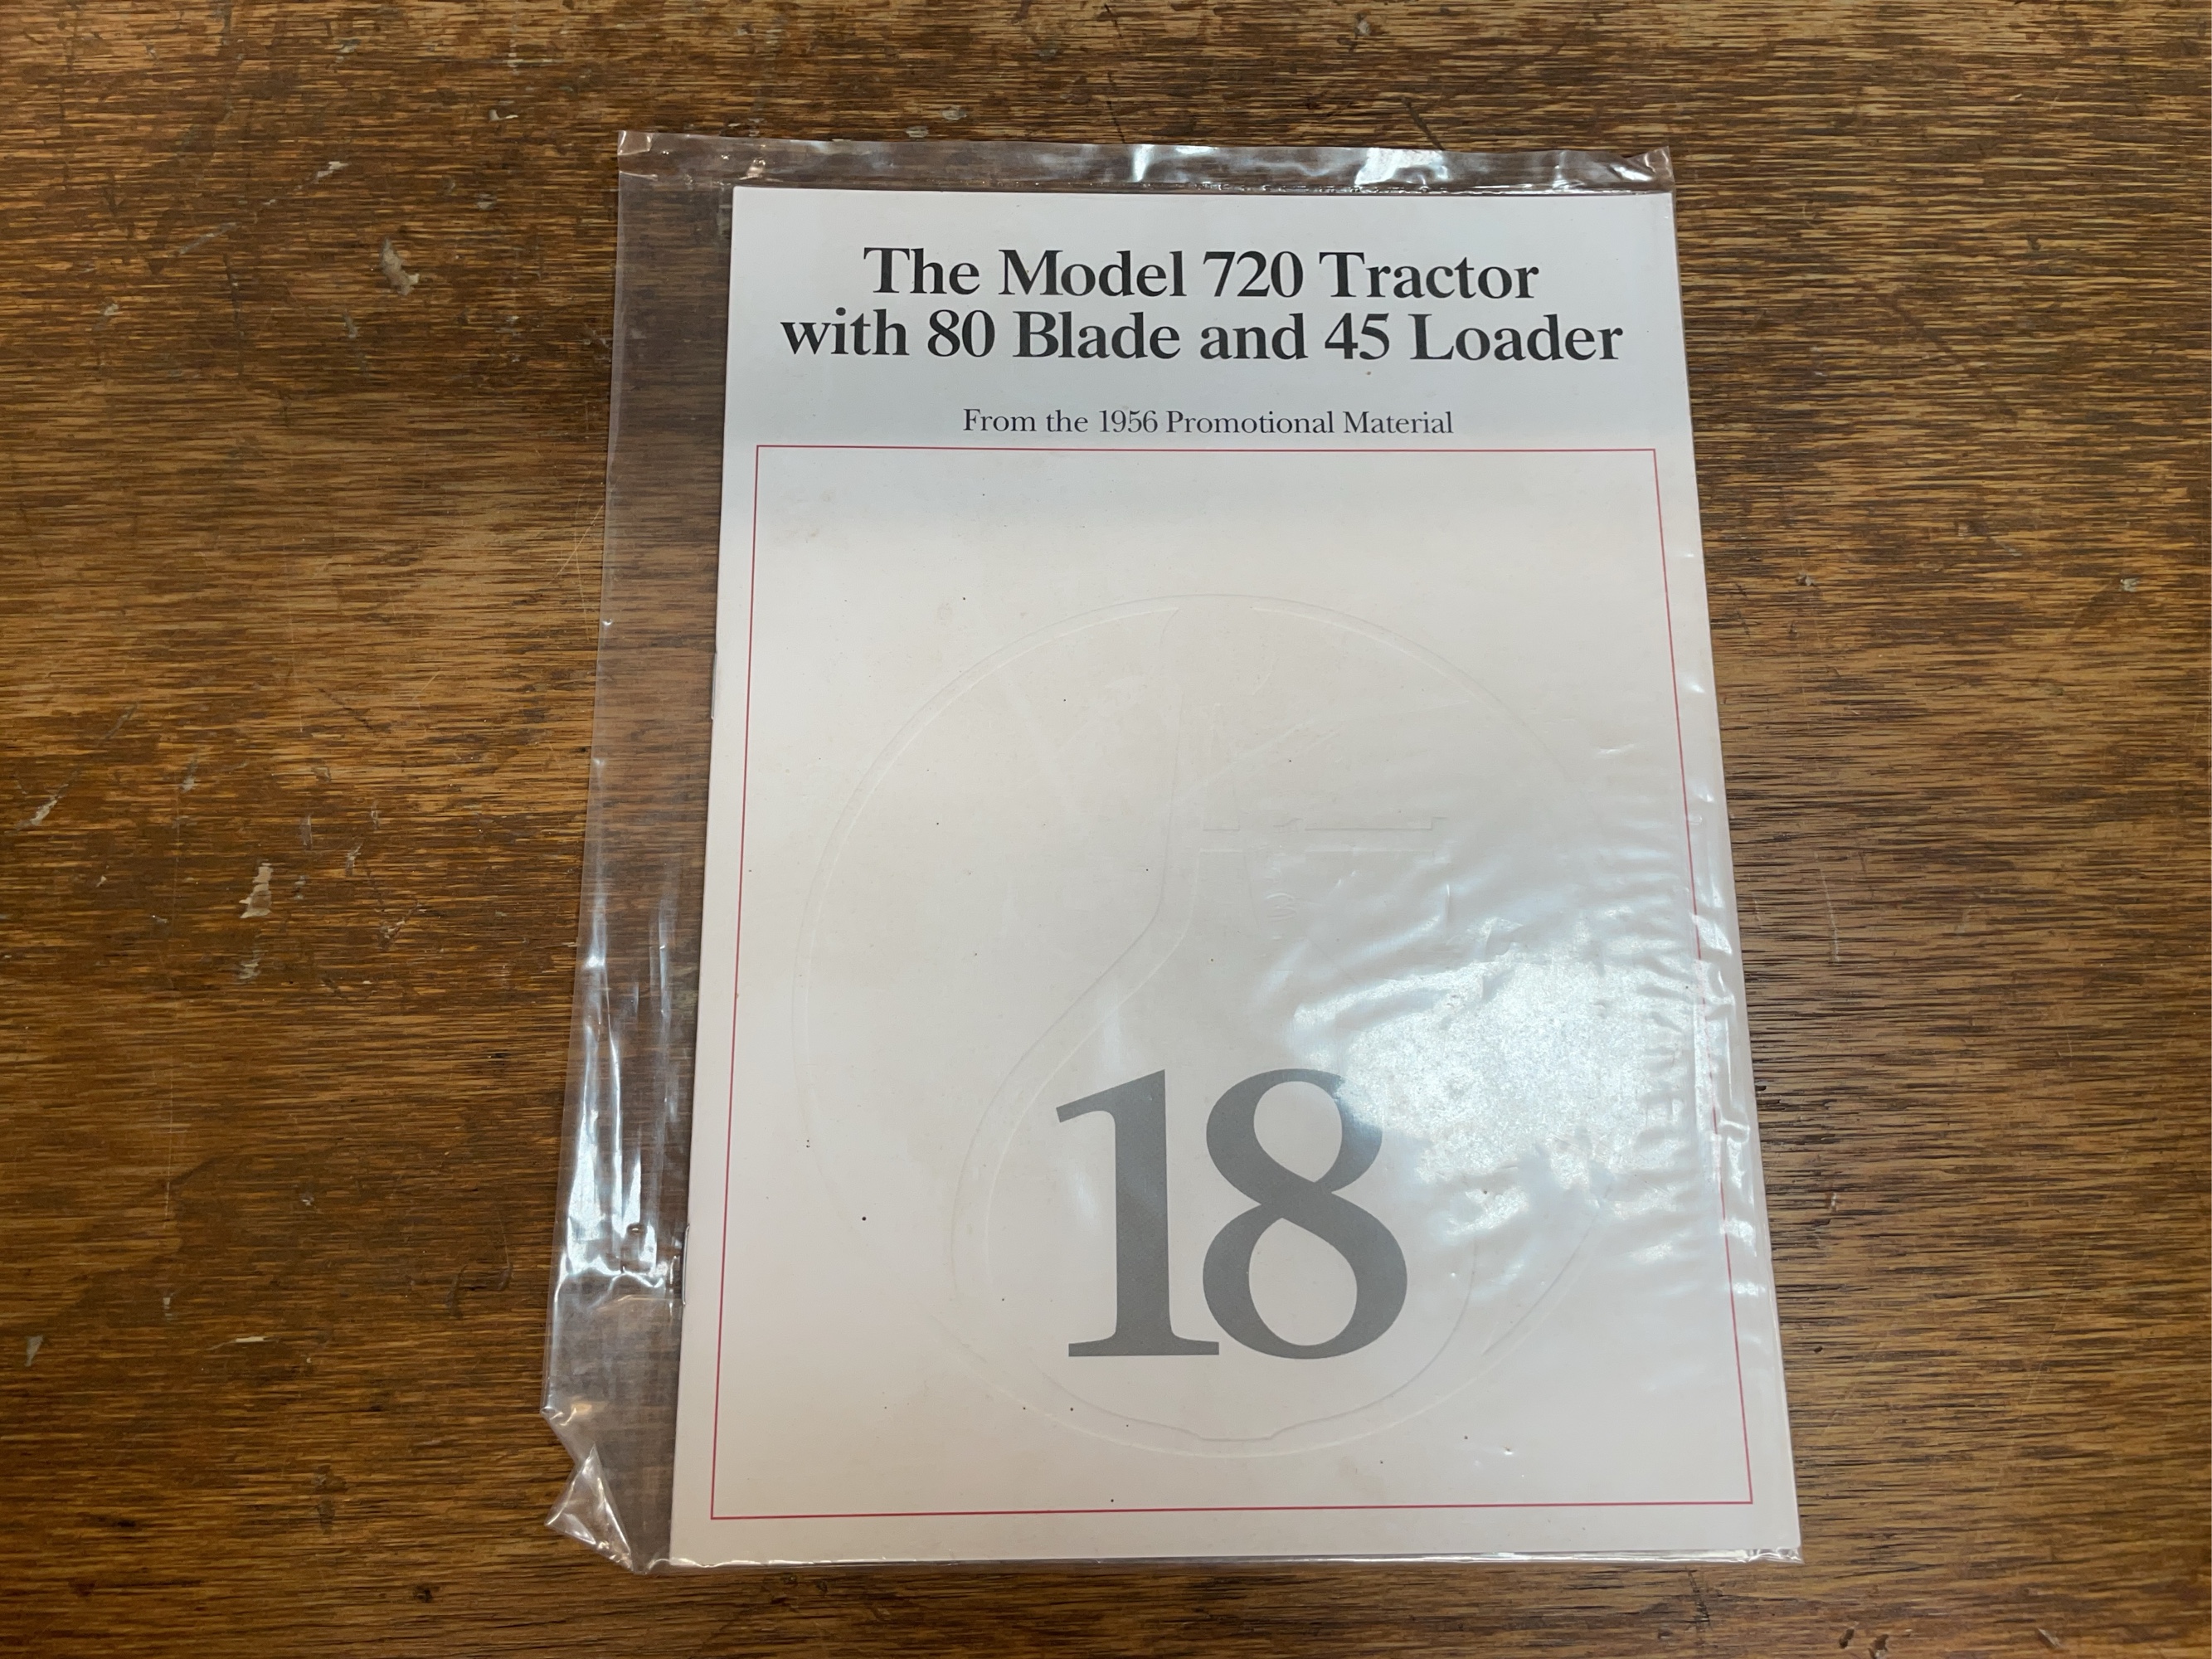 The Model 720 Tractor
with 80 Blade and 45 Loader
From the 1956 Promotional Material
18